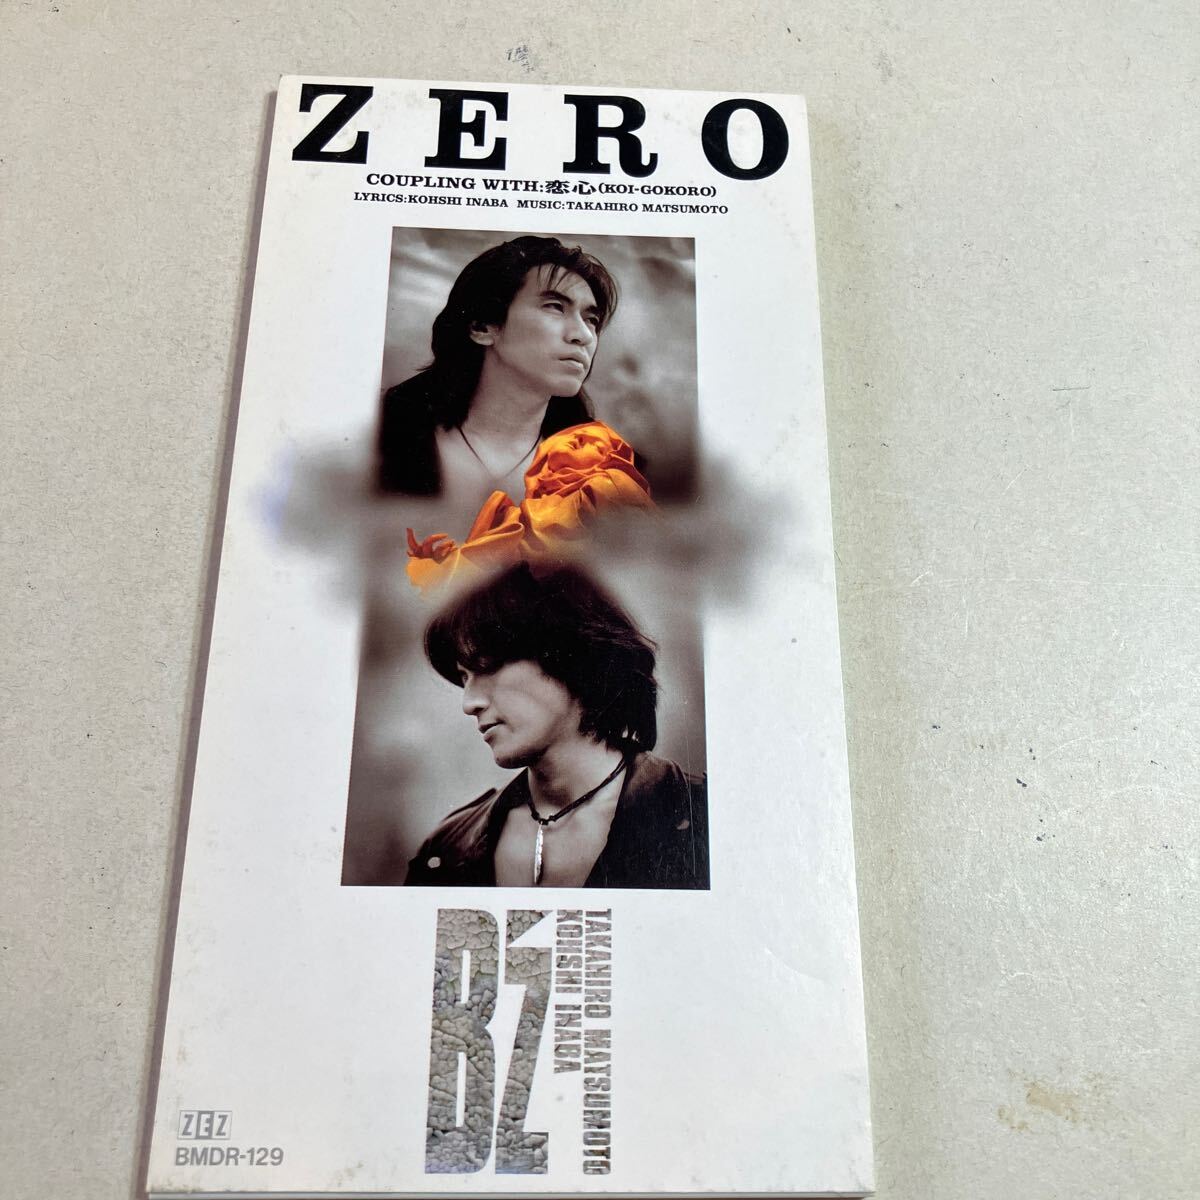 ZERO
COUPLING WITH:恋心(KOI-GOKORO)
LYRICS:KOHSHI INABA MUSIC:TAKAHIRO MATSUMOTO
B'Z
TAKAHIRO MATSUMOTO
KOHSHI INABA
ZEZ
BMDR-129